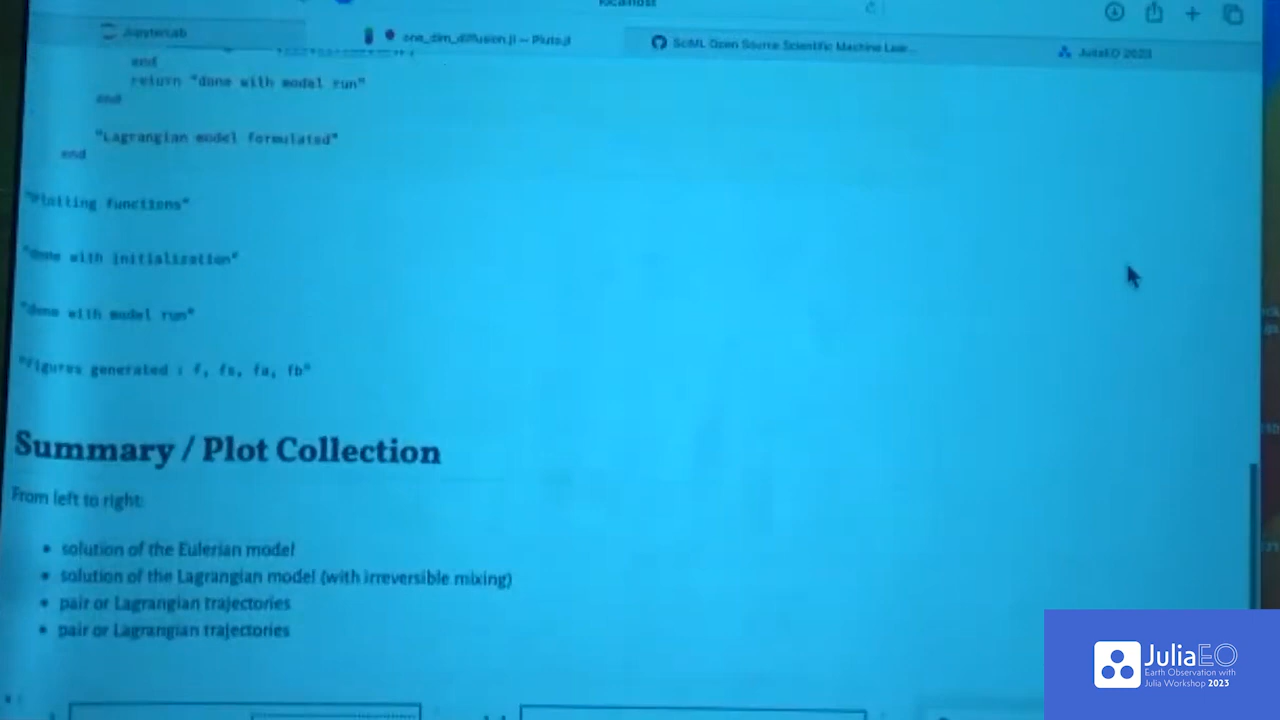 localhost
JupyterLab
one_dim_diffusion.jl — Pluto.jl
SciML Open Source Scientific Machine Lear...
JuliaEO 2023
end
return "done with model run"
end
"Lagrangian model formulated"
end
"Plotting functions"
"done with initialization"
"done with model run"
"Figures generated : f, fs, fa, fb"
Summary / Plot Collection
From left to right:
• solution of the Eulerian model
• solution of the Lagrangian model (with irreversible mixing)
• pair or Lagrangian trajectories
• pair or Lagrangian trajectories
JuliaEO
Earth Observation with
Julia Workshop 2023